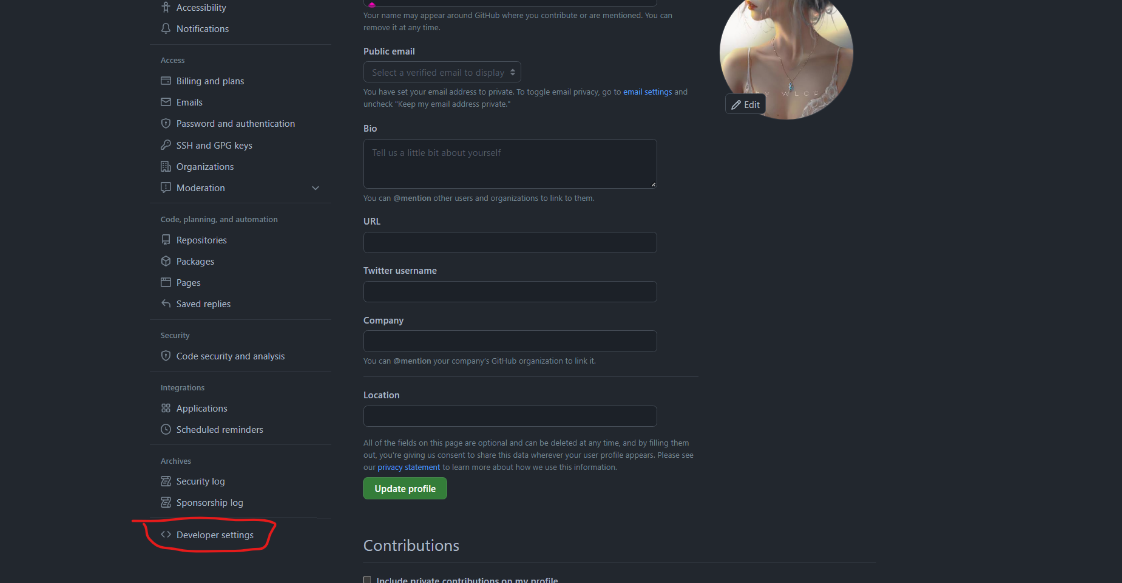 Accessibility
Notifications
Access
Billing and plans
Emails
Password and authentication
SSH and GPG keys
Organizations
Moderation
Code, planning, and automation
Repositories
Packages
Pages
Saved replies
Security
Code security and analysis
Integrations
Applications
Scheduled reminders
Archives
Security log
Sponsorship log
Developer settings
Your name may appear around GitHub where you contribute or are mentioned. You can
remove it at any time.
Public email
Select a verified email to display
You have set your email address to private. To toggle email privacy, go to email settings and
uncheck "Keep my email address private."
Bio
Tell us a little bit about yourself
You can @mention other users and organizations to link to them.
URL
Twitter username
Company
You can @mention your company's GitHub organization to link it.
Location
All of the fields on this page are optional and can be deleted at any time, and by filling them
out, you're giving us consent to share this data wherever your user profile appears. Please see
our privacy statement to learn more about how we use this information.
Update profile
Contributions
Include private contributions on my profile
Edit